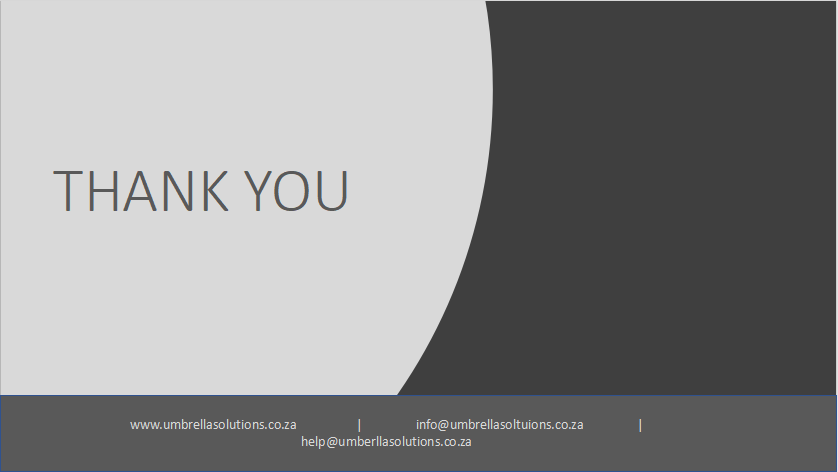 THANK YOU
www.umbrellasolutions.co.za | info@umbrellasoltuions.co.za |
help@umberllasolutions.co.za